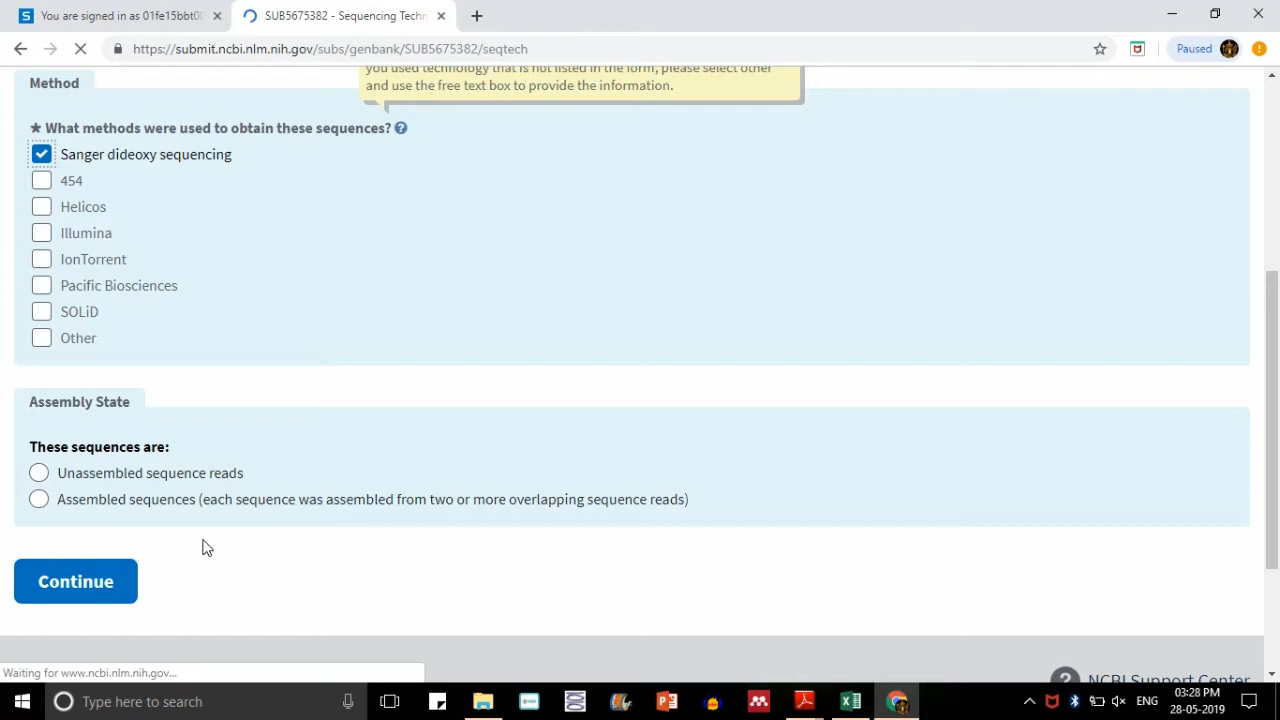 You are signed in as 01fe15bbt00
SUB5675382 - Sequencing Techn
https://submit.ncbi.nlm.nih.gov/subs/genbank/SUB5675382/seqtech
Paused
you used technology that is not listed in the form, please select other
and use the free text box to provide the information.
Method
* What methods were used to obtain these sequences? ?
Sanger dideoxy sequencing
454
Helicos
Illumina
IonTorrent
Pacific Biosciences
SOLiD
Other
Assembly State
These sequences are:
Unassembled sequence reads
Assembled sequences (each sequence was assembled from two or more overlapping sequence reads)
Continue
Waiting for www.ncbi.nlm.nih.gov...
? NCBI Support Center
Type here to search
ENG
03:28 PM
28-05-2019